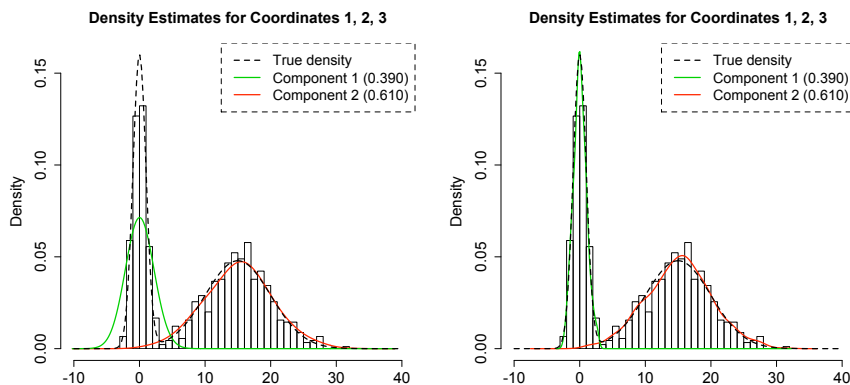 Density Estimates for Coordinates 1, 2, 3
True density
Component 1 (0.390)
Component 2 (0.610)
Density
0.00
0.05
0.10
0.15
-10
0
10
20
30
40
Density Estimates for Coordinates 1, 2, 3
True density
Component 1 (0.390)
Component 2 (0.610)
Density
0.00
0.05
0.10
0.15
-10
0
10
20
30
40